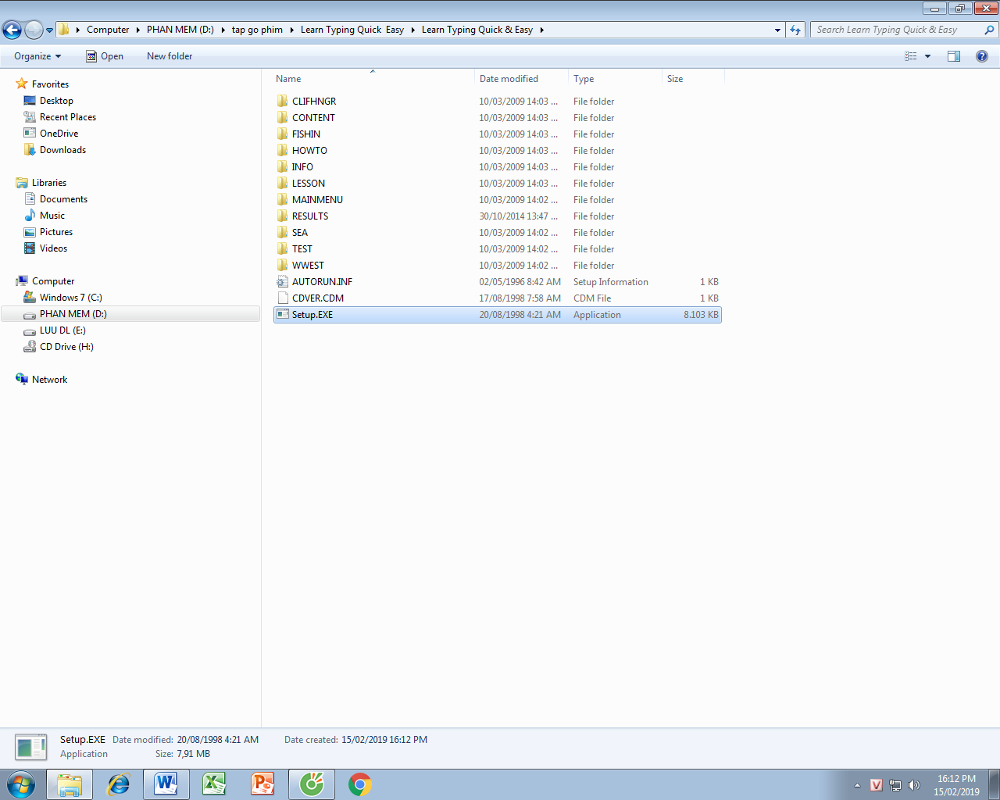 Computer PHAN MEM (D:) tap go phim Learn Typing Quick  Easy Learn Typing Quick & Easy Search Learn Typing Quick & Easy
Organize Open New folder
Name Date modified Type Size
Favorites
Desktop
Recent Places
OneDrive
Downloads
Libraries
Documents
Music
Pictures
Videos
Computer
Windows 7 (C:)
PHAN MEM (D:)
LUU DL (E:)
CD Drive (H:)
Network
CLIFHNGR 10/03/2009 14:03 ... File folder
CONTENT 10/03/2009 14:03 ... File folder
FISHIN 10/03/2009 14:03 ... File folder
HOWTO 10/03/2009 14:03 ... File folder
INFO 10/03/2009 14:03 ... File folder
LESSON 10/03/2009 14:03 ... File folder
MAINMENU 10/03/2009 14:02 ... File folder
RESULTS 30/10/2014 13:47 ... File folder
SEA 10/03/2009 14:02 ... File folder
TEST 10/03/2009 14:02 ... File folder
WWEST 10/03/2009 14:02 ... File folder
AUTORUN.INF 02/05/1996 8:42 AM Setup Information 1 KB
CDVER.CDM 17/08/1998 7:58 AM CDM File 1 KB
Setup.EXE 20/08/1998 4:21 AM Application 8.103 KB
Setup.EXE Date modified: 20/08/1998 4:21 AM Date created: 15/02/2019 16:12 PM
Application Size: 7,91 MB
16:12 PM
15/02/2019